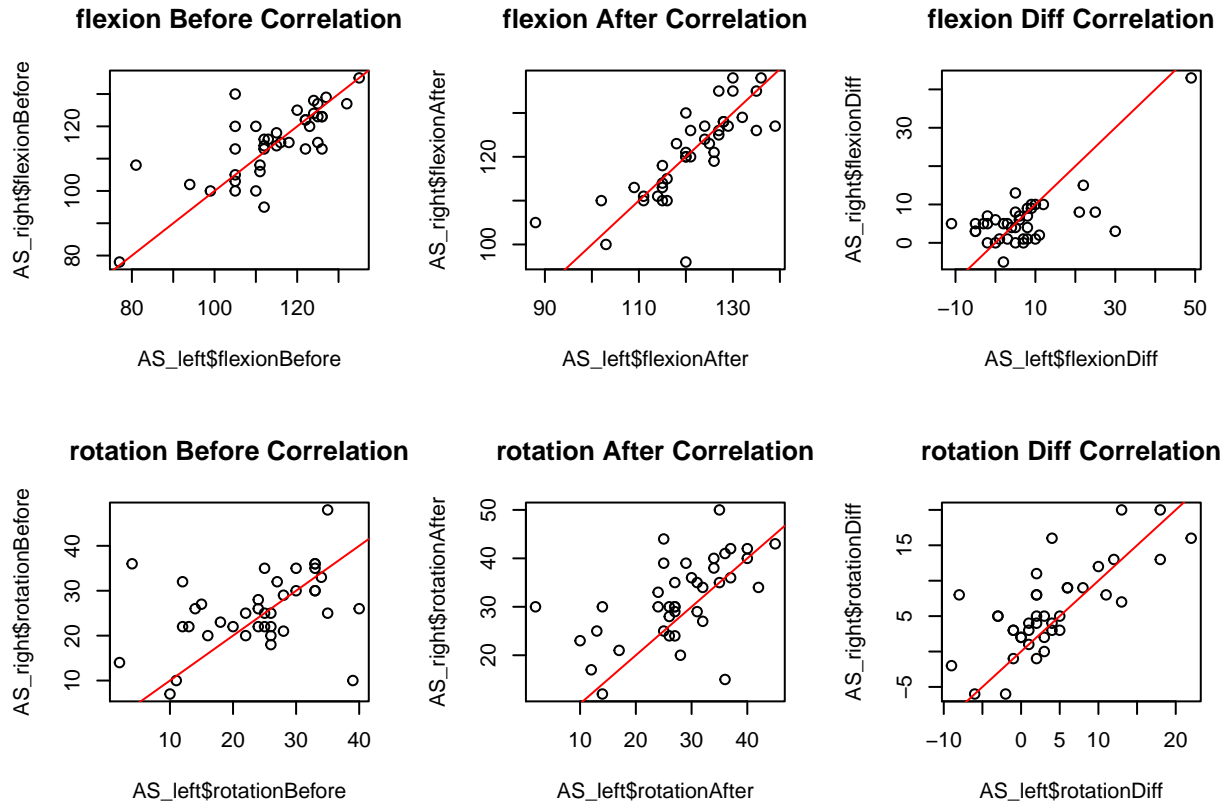 flexion Before Correlation
AS_right$flexionBefore
80 100 120
80 100 120
AS_left$flexionBefore
flexion After Correlation
AS_right$flexionAfter
100 120
90 110 130
AS_left$flexionAfter
flexion Diff Correlation
AS_right$flexionDiff
0 10 30
−10 10 30 50
AS_left$flexionDiff
rotation Before Correlation
AS_right$rotationBefore
10 20 30 40
10 20 30 40
AS_left$rotationBefore
rotation After Correlation
AS_right$rotationAfter
20 30 40 50
10 20 30 40
AS_left$rotationAfter
rotation Diff Correlation
AS_right$rotationDiff
−5 5 15
−10 0 5 10 20
AS_left$rotationDiff